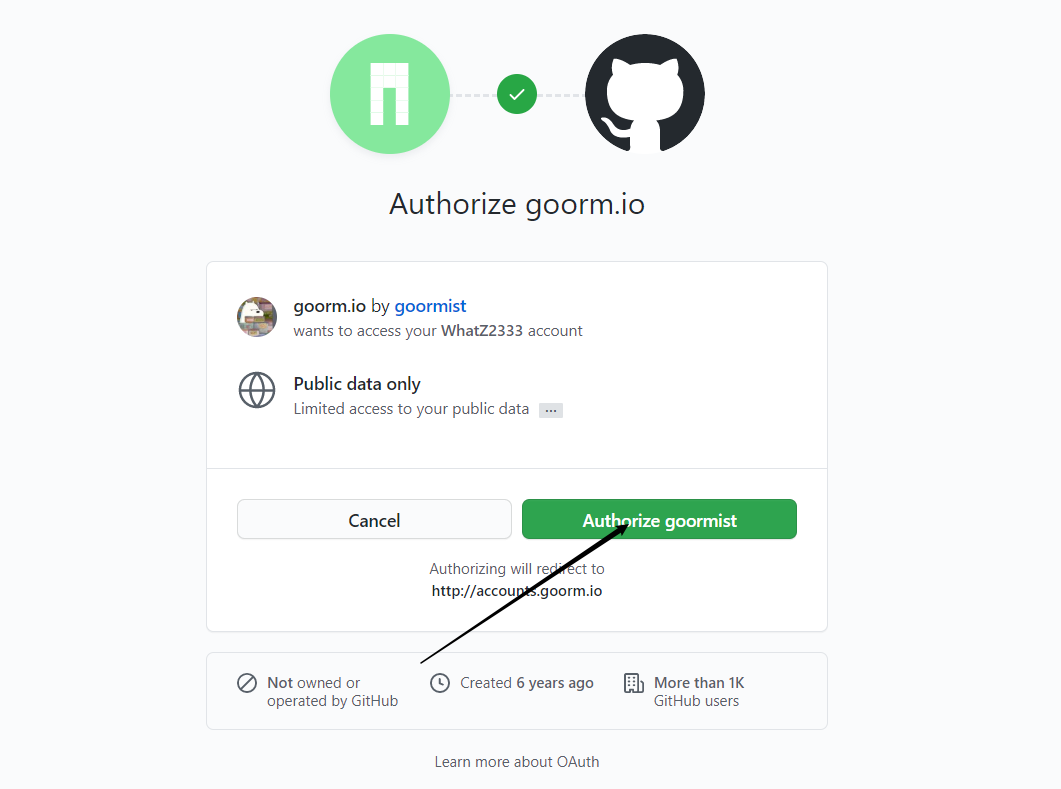 Authorize goorm.io
goorm.io by goormist
wants to access your WhatZ2333 account
Public data only
Limited access to your public data ...
Cancel
Authorize goormist
Authorizing will redirect to
http://accounts.goorm.io
Not owned or
operated by GitHub
Created 6 years ago
More than 1K
GitHub users
Learn more about OAuth